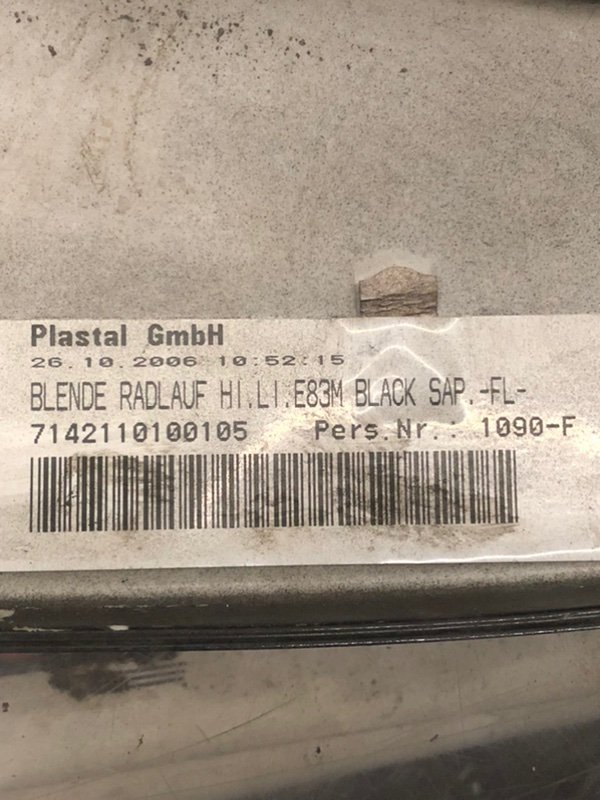 Plastal GmbH
26.10.2006 10:52:15
BLENDE RADLAUF HI.LI.E83M BLACK SAP.-FL-
7142110100105 Pers.Nr.: 1090-F